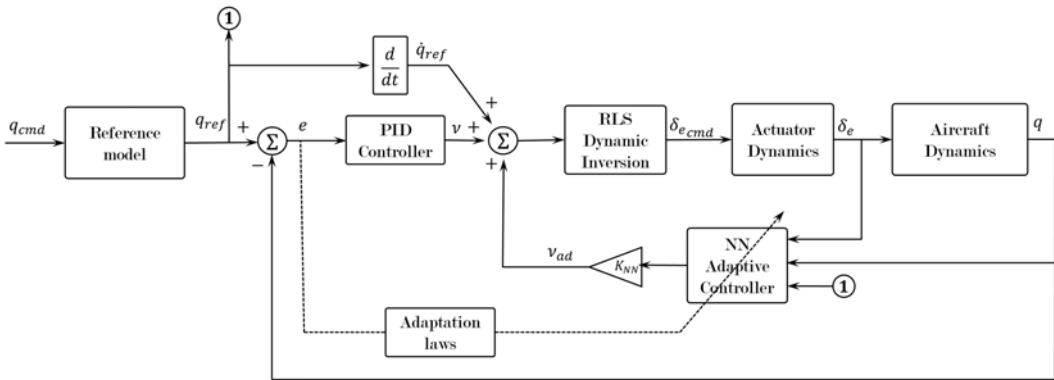 1
d
dt
q̇_ref
q_cmd
Reference
model
q_ref
+
Σ
−
e
PID
Controller
ν
+
+
+
Σ
RLS
Dynamic
Inversion
δ_e_cmd
Actuator
Dynamics
δ_e
Aircraft
Dynamics
q
ν_ad
K_NN
NN
Adaptive
Controller
1
Adaptation
laws